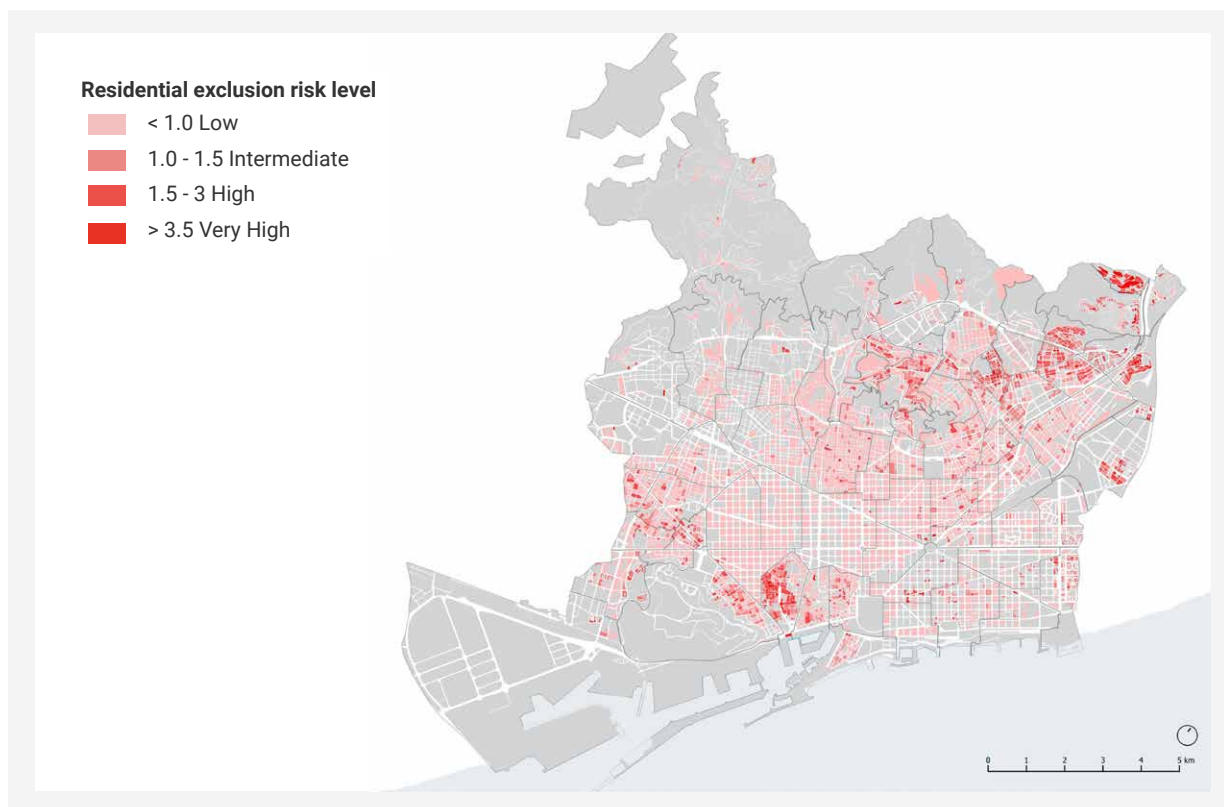 Residential exclusion risk level
< 1.0 Low
1.0 - 1.5 Intermediate
1.5 - 3 High
> 3.5 Very High
0 1 2 3 4 5 km